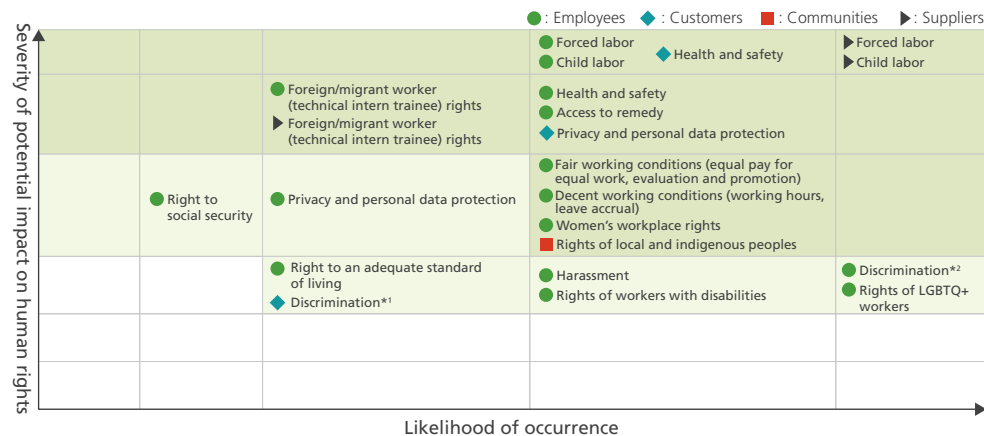 : Employees : Customers : Communities : Suppliers
Severity of potential impact on human rights
Forced labor
Child labor
Health and safety
Forced labor
Child labor
Foreign/migrant worker
(technical intern trainee) rights
Foreign/migrant worker
(technical intern trainee) rights
Health and safety
Access to remedy
Privacy and personal data protection
Right to
social security
Privacy and personal data protection
Fair working conditions (equal pay for
equal work, evaluation and promotion)
Decent working conditions (working hours,
leave accrual)
Women's workplace rights
Rights of local and indigenous peoples
Right to an adequate standard
of living
Discrimination*1
Harassment
Rights of workers with disabilities
Discrimination*2
Rights of LGBTQ+
workers
Likelihood of occurrence